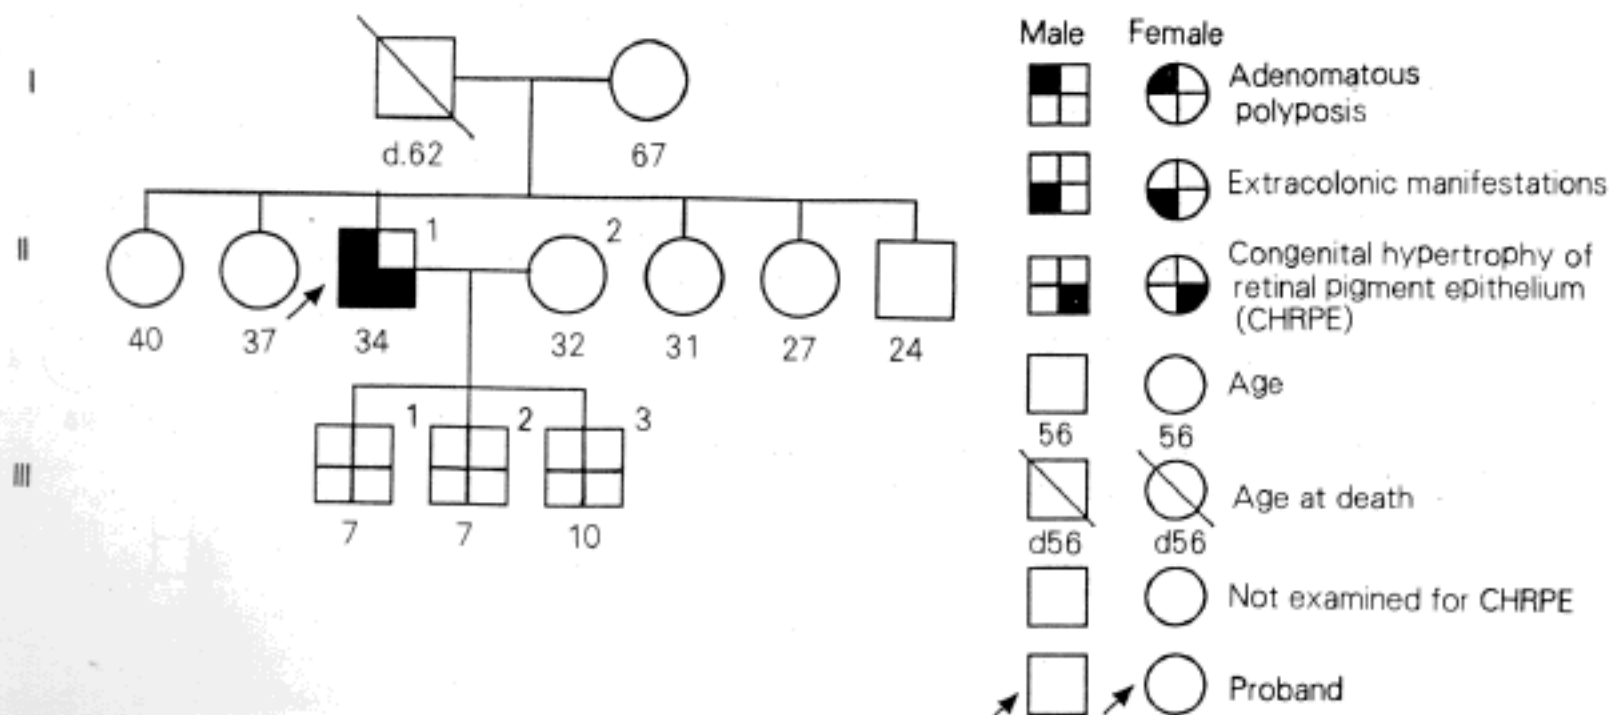 I
d.62
67
II
1
2
40
37
34
32
31
27
24
III
1
2
3
7
7
10
Male Female
Adenomatous
polyposis
Extracolonic manifestations
Congenital hypertrophy of
retinal pigment epithelium
(CHRPE)
Age
56 56
Age at death
d56 d56
Not examined for CHRPE
Proband